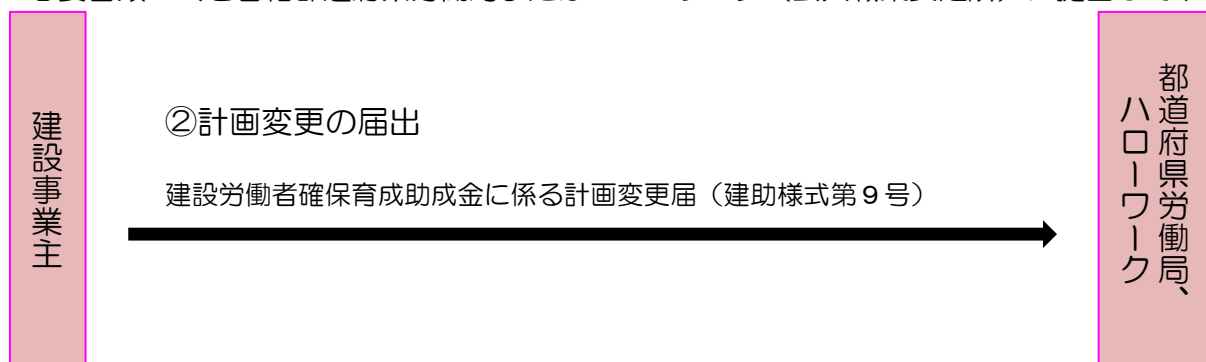 建設事業主
②計画変更の届出
建設労働者確保育成助成金に係る計画変更届（建助様式第９号）
都道府県労働局、
ハローワーク